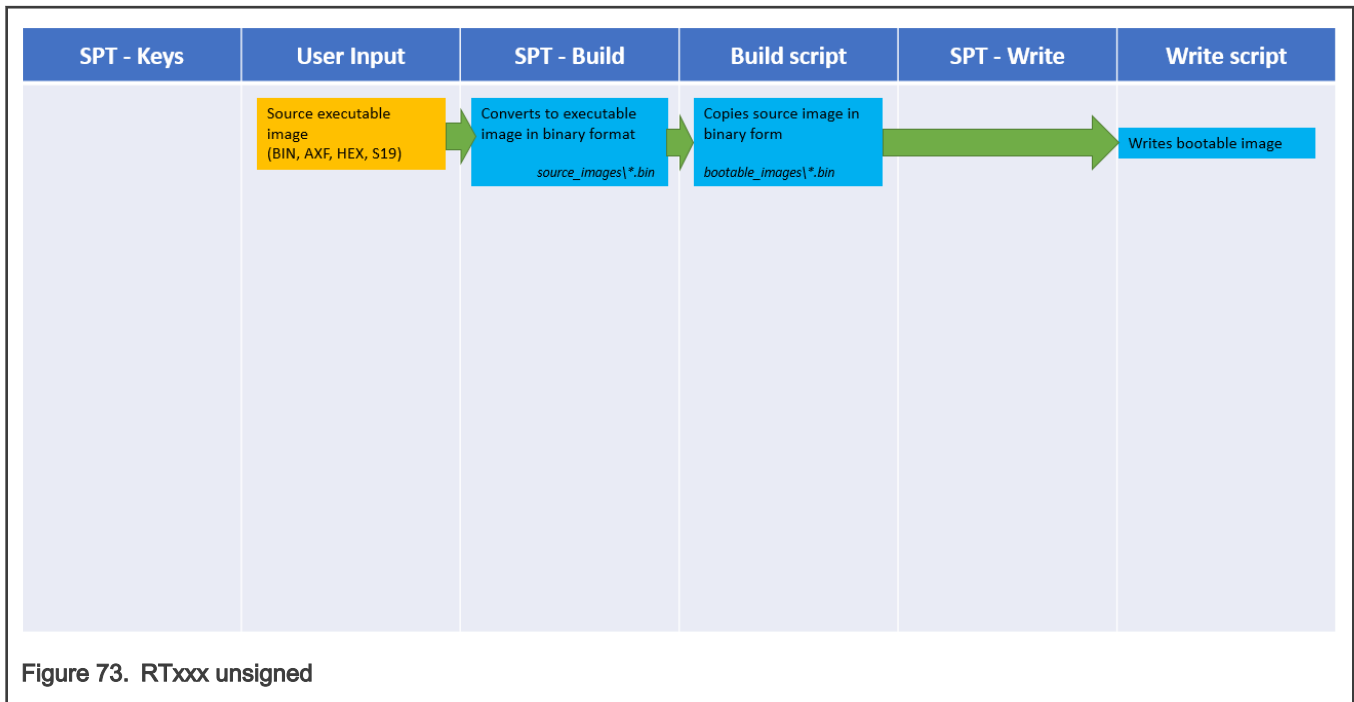 SPT - Keys
User Input
SPT - Build
Build script
SPT - Write
Write script
Source executable
image
(BIN, AXF, HEX, S19)
Converts to executable
image in binary format
source_images\*.bin
Copies source image in
binary form
bootable_images\*.bin
Writes bootable image
Figure 73. RTxxx unsigned